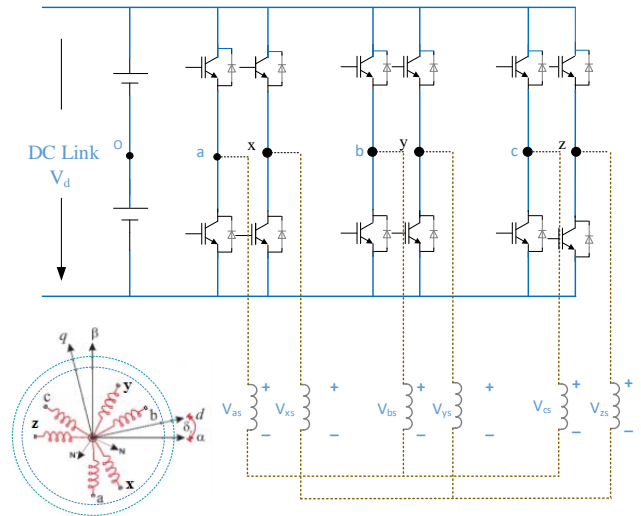 DC Link
V_d
O
a
x
b
y
c
z
V_as
+
−
V_xs
+
−
V_bs
+
−
V_ys
+
−
V_cs
+
−
V_zs
+
−
q
β
y
c
b
d
z
δ
α
N'
N
x
a